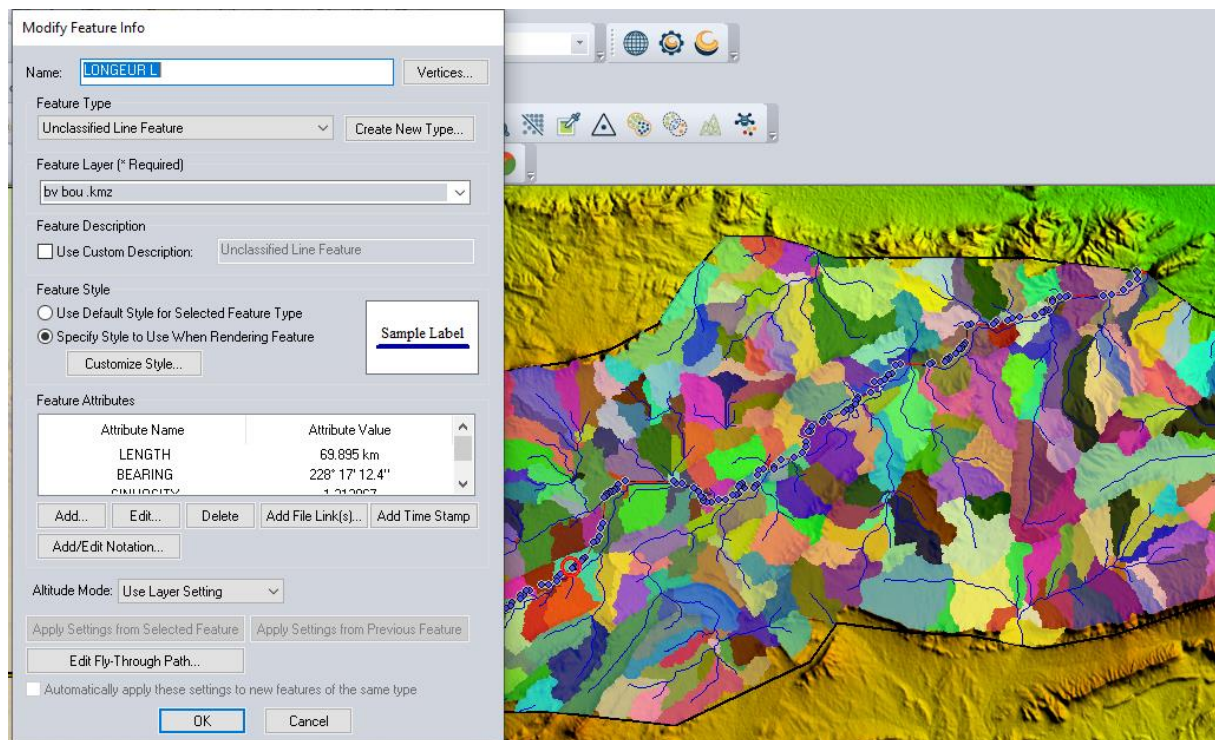 Modify Feature Info
Name: LONGEUR L Vertices...
Feature Type
Unclassified Line Feature Create New Type...
Feature Layer (* Required)
bv bou .kmz
Feature Description
Use Custom Description: Unclassified Line Feature
Feature Style
Use Default Style for Selected Feature Type
Specify Style to Use When Rendering Feature
Sample Label
Customize Style...
Feature Attributes
Attribute Name Attribute Value
LENGTH 69.895 km
BEARING 228° 17' 12.4''
Add... Edit... Delete Add File Link(s)... Add Time Stamp
Add/Edit Notation...
Altitude Mode: Use Layer Setting
Apply Settings from Selected Feature Apply Settings from Previous Feature
Edit Fly-Through Path...
Automatically apply these settings to new features of the same type
OK Cancel